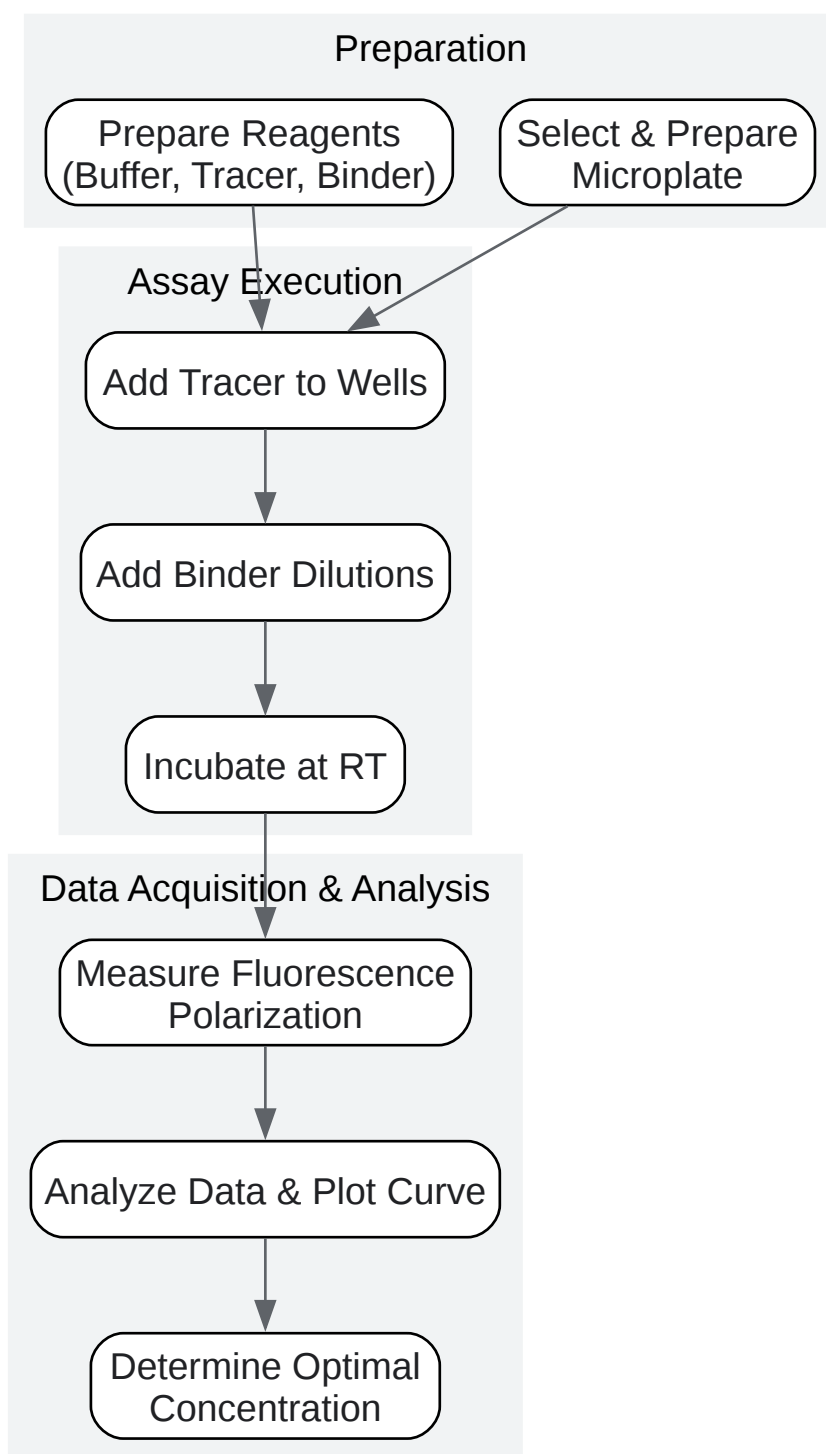 Preparation
Prepare Reagents
(Buffer, Tracer, Binder)
Select & Prepare
Microplate
Assay Execution
Add Tracer to Wells
Add Binder Dilutions
Incubate at RT
Data Acquisition & Analysis
Measure Fluorescence
Polarization
Analyze Data & Plot Curve
Determine Optimal
Concentration